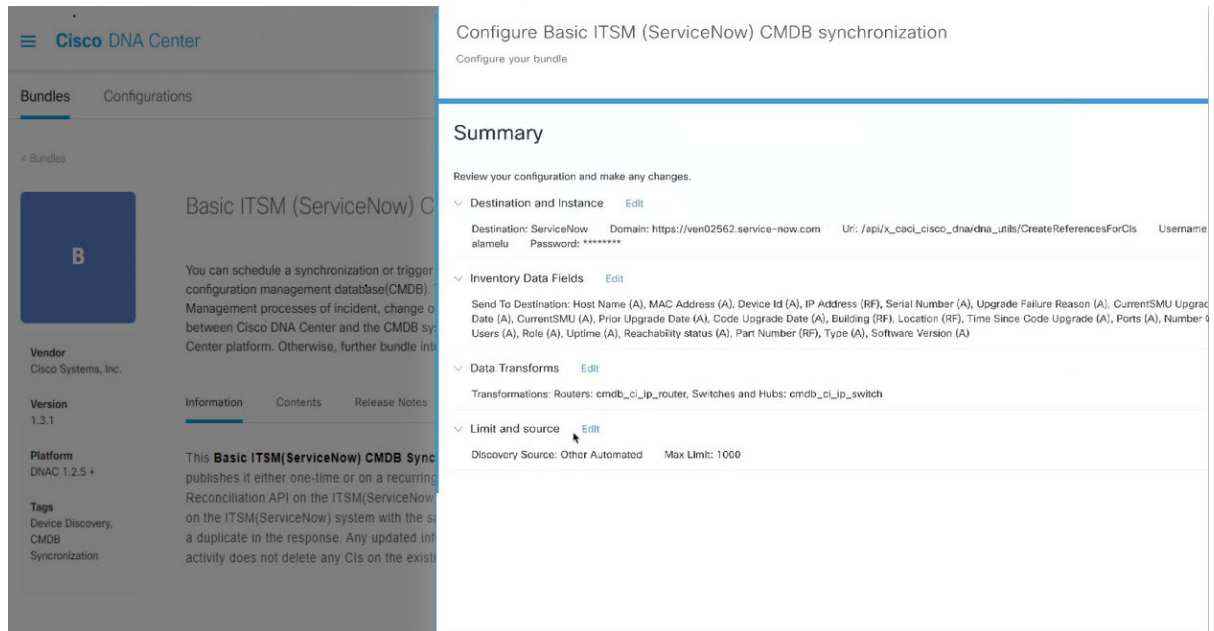 Cisco DNA Center
Bundles Configurations
< Bundles
B
Vendor
Cisco Systems, Inc.
Version
1.3.1
Platform
DNAC 1.2.5 +
Tags
Device Discovery,
CMDB
Syncronization
Basic ITSM (ServiceNow) C
You can schedule a synchronization or trigger
configuration management database(CMDB).
Management processes of incident, change o
between Cisco DNA Center and the CMDB sy
Center platform. Otherwise, further bundle int
Information Contents Release Notes
This Basic ITSM(ServiceNow) CMDB Sync
publishes it either one-time or on a recurring
Reconciliation API on the ITSM(ServiceNow
on the ITSM(ServiceNow) system with the sa
a duplicate in the response. Any updated inf
activity does not delete any CIs on the existi
Configure Basic ITSM (ServiceNow) CMDB synchronization
Configure your bundle
Summary
Review your configuration and make any changes.
Destination and Instance Edit
Destination: ServiceNow Domain: https://ven02562.service-now.com Url: /api/x_caci_cisco_dna/dna_utils/CreateReferencesForCIs Username
alamelu Password: ********
Inventory Data Fields Edit
Send To Destination: Host Name (A), MAC Address (A), Device Id (A), IP Address (RF), Serial Number (A), Upgrade Failure Reason (A), CurrentSMU Upgrad
Date (A), CurrentSMU (A), Prior Upgrade Date (A), Code Upgrade Date (A), Building (RF), Location (RF), Time Since Code Upgrade (A), Ports (A), Number
Users (A), Role (A), Uptime (A), Reachability status (A), Part Number (RF), Type (A), Software Version (A)
Data Transforms Edit
Transformations: Routers: cmdb_ci_ip_router, Switches and Hubs: cmdb_ci_ip_switch
Limit and source Edit
Discovery Source: Other Automated Max Limit: 1000